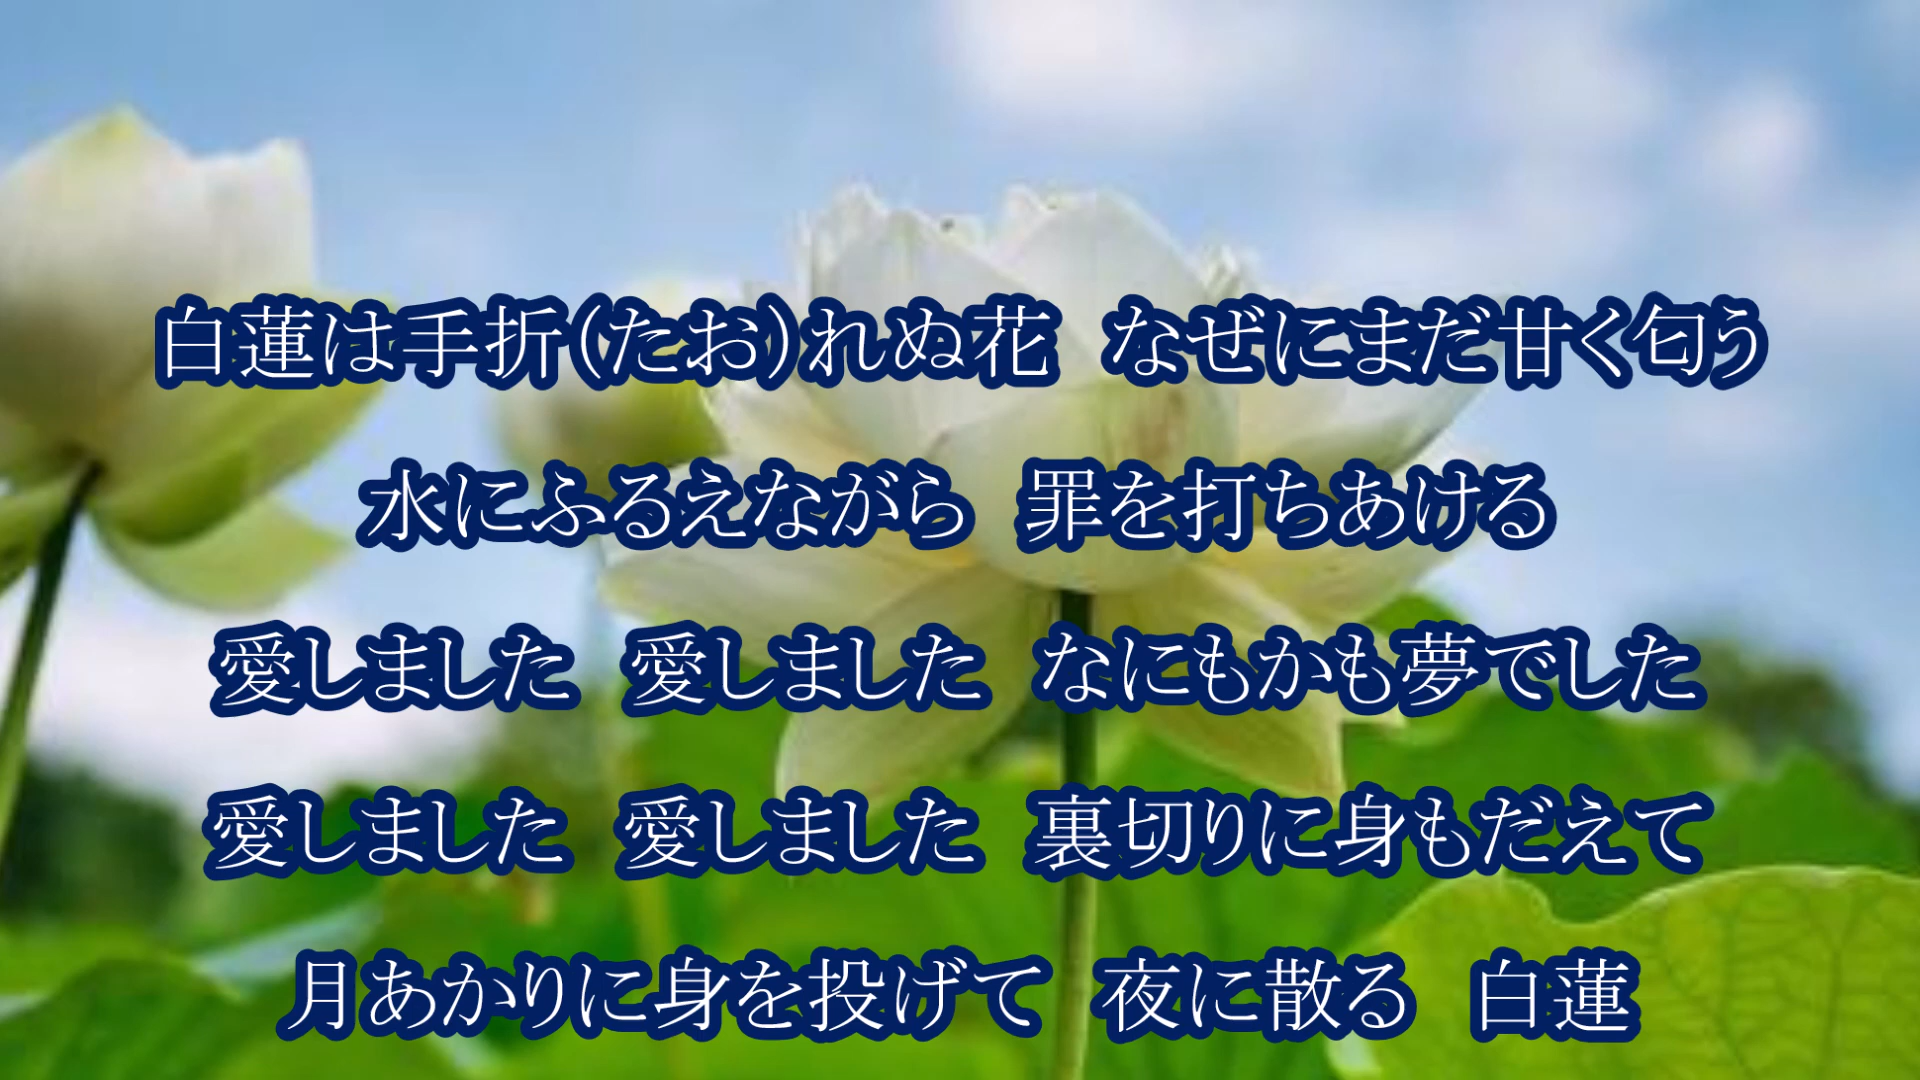 白蓮は手折（たお）れぬ花　なぜにまだ甘く匂う
水にふるえながら　罪を打ちあける
愛しました　愛しました　なにもかも夢でした
愛しました　愛しました　裏切りに身もだえて
月あかりに身を投げて　夜に散る　白蓮